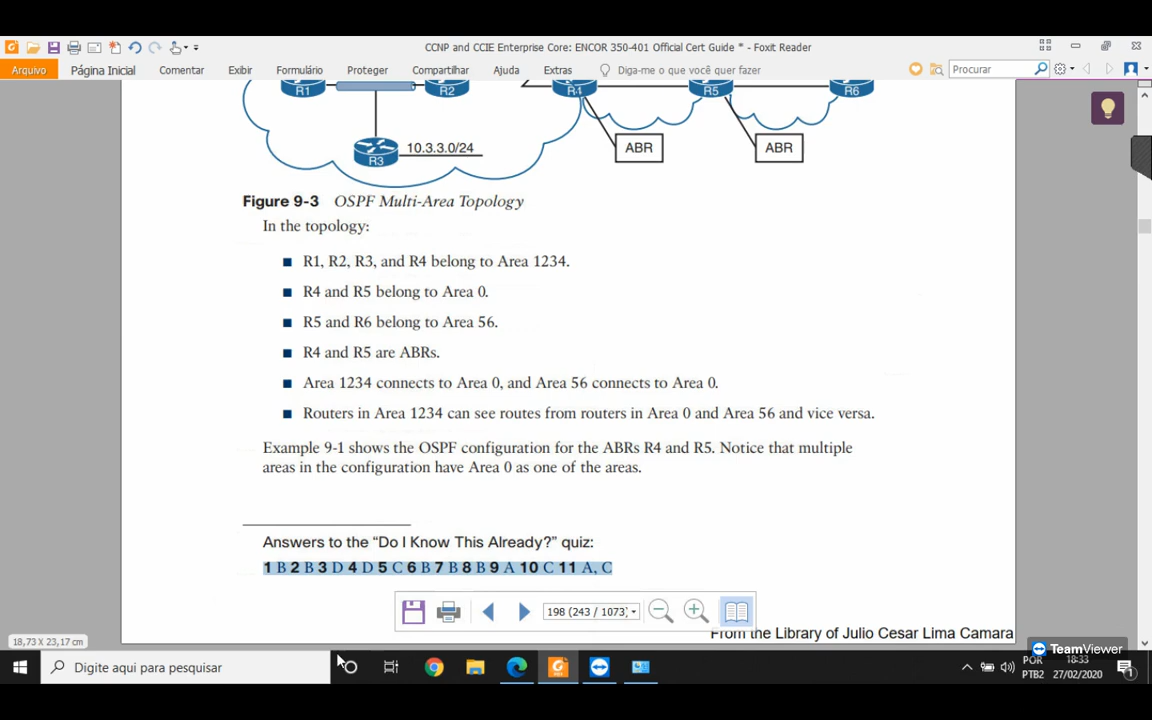 CCNP and CCIE Enterprise Core: ENCOR 350-401 Official Cert Guide * - Foxit Reader
Arquivo Página Inicial Comentar Exibir Formulário Proteger Compartilhar Ajuda Extras Diga-me o que você quer fazer Procurar
R1 R2 R4 R5 R6
ABR ABR
10.3.3.0/24
R3
Figure 9-3 OSPF Multi-Area Topology
In the topology:
■ R1, R2, R3, and R4 belong to Area 1234.
■ R4 and R5 belong to Area 0.
■ R5 and R6 belong to Area 56.
■ R4 and R5 are ABRs.
■ Area 1234 connects to Area 0, and Area 56 connects to Area 0.
■ Routers in Area 1234 can see routes from routers in Area 0 and Area 56 and vice versa.
Example 9-1 shows the OSPF configuration for the ABRs R4 and R5. Notice that multiple
areas in the configuration have Area 0 as one of the areas.
Answers to the “Do I Know This Already?” quiz:
1 B 2 B 3 D 4 D 5 C 6 B 7 B 8 B 9 A 10 C 11 A, C
198 (243 / 1073)
From the Library of Julio Cesar Lima Camara
18,73 X 23,17 cm
TeamViewer
Digite aqui para pesquisar
POR 18:33
PTB2 27/02/2020
1